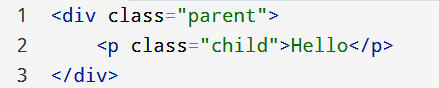 1 <div class="parent">
2     <p class="child">Hello</p>
3 </div>